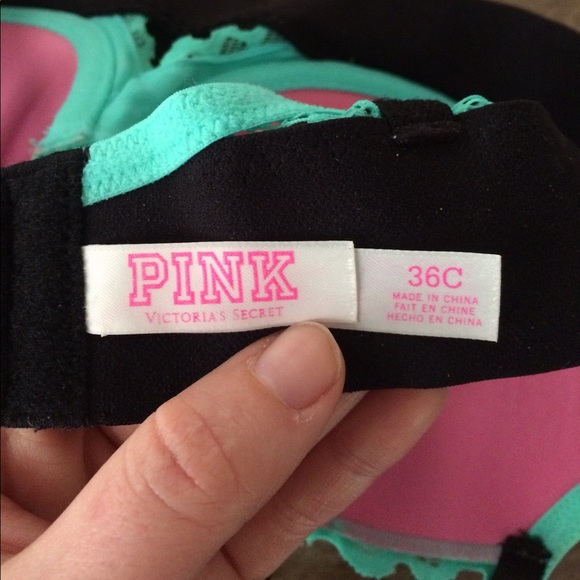 PINK
VICTORIA'S SECRET
36C
MADE IN CHINA
FAIT EN CHINE
HECHO EN CHINA